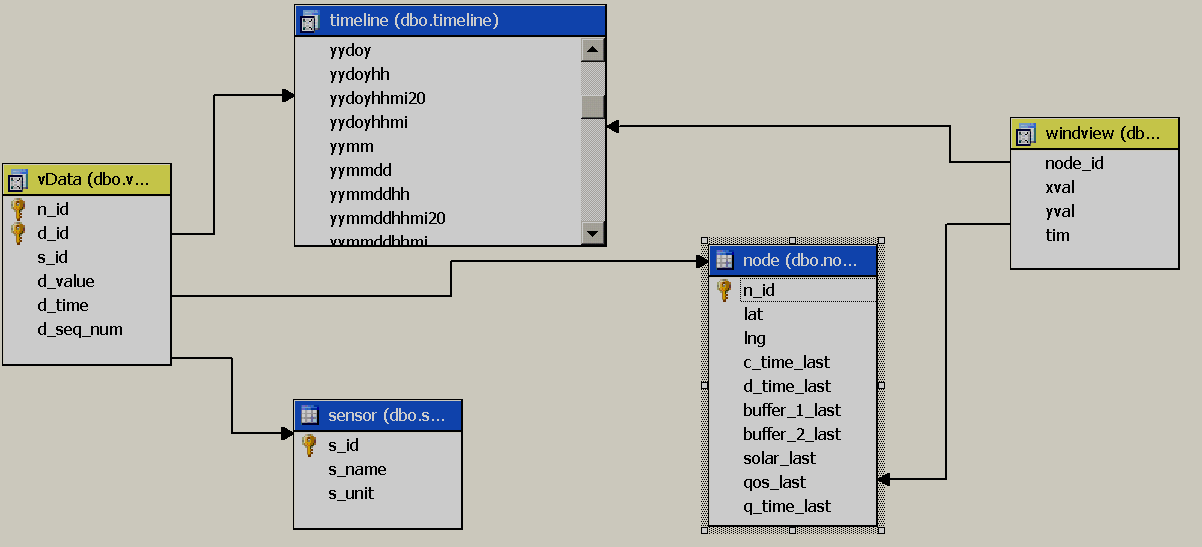 timeline (dbo.timeline)
yydoy
yydoyhh
yydoyhhmi20
yydoyhhmi
yymm
yymmdd
yymmddhh
yymmddhhmi20
yymmddhhmi
vData (dbo.v...
n_id
d_id
s_id
d_value
d_time
d_seq_num
sensor (dbo.s...
s_id
s_name
s_unit
node (dbo.no...
n_id
lat
lng
c_time_last
d_time_last
buffer_1_last
buffer_2_last
solar_last
qos_last
q_time_last
windview (db...
node_id
xval
yval
tim